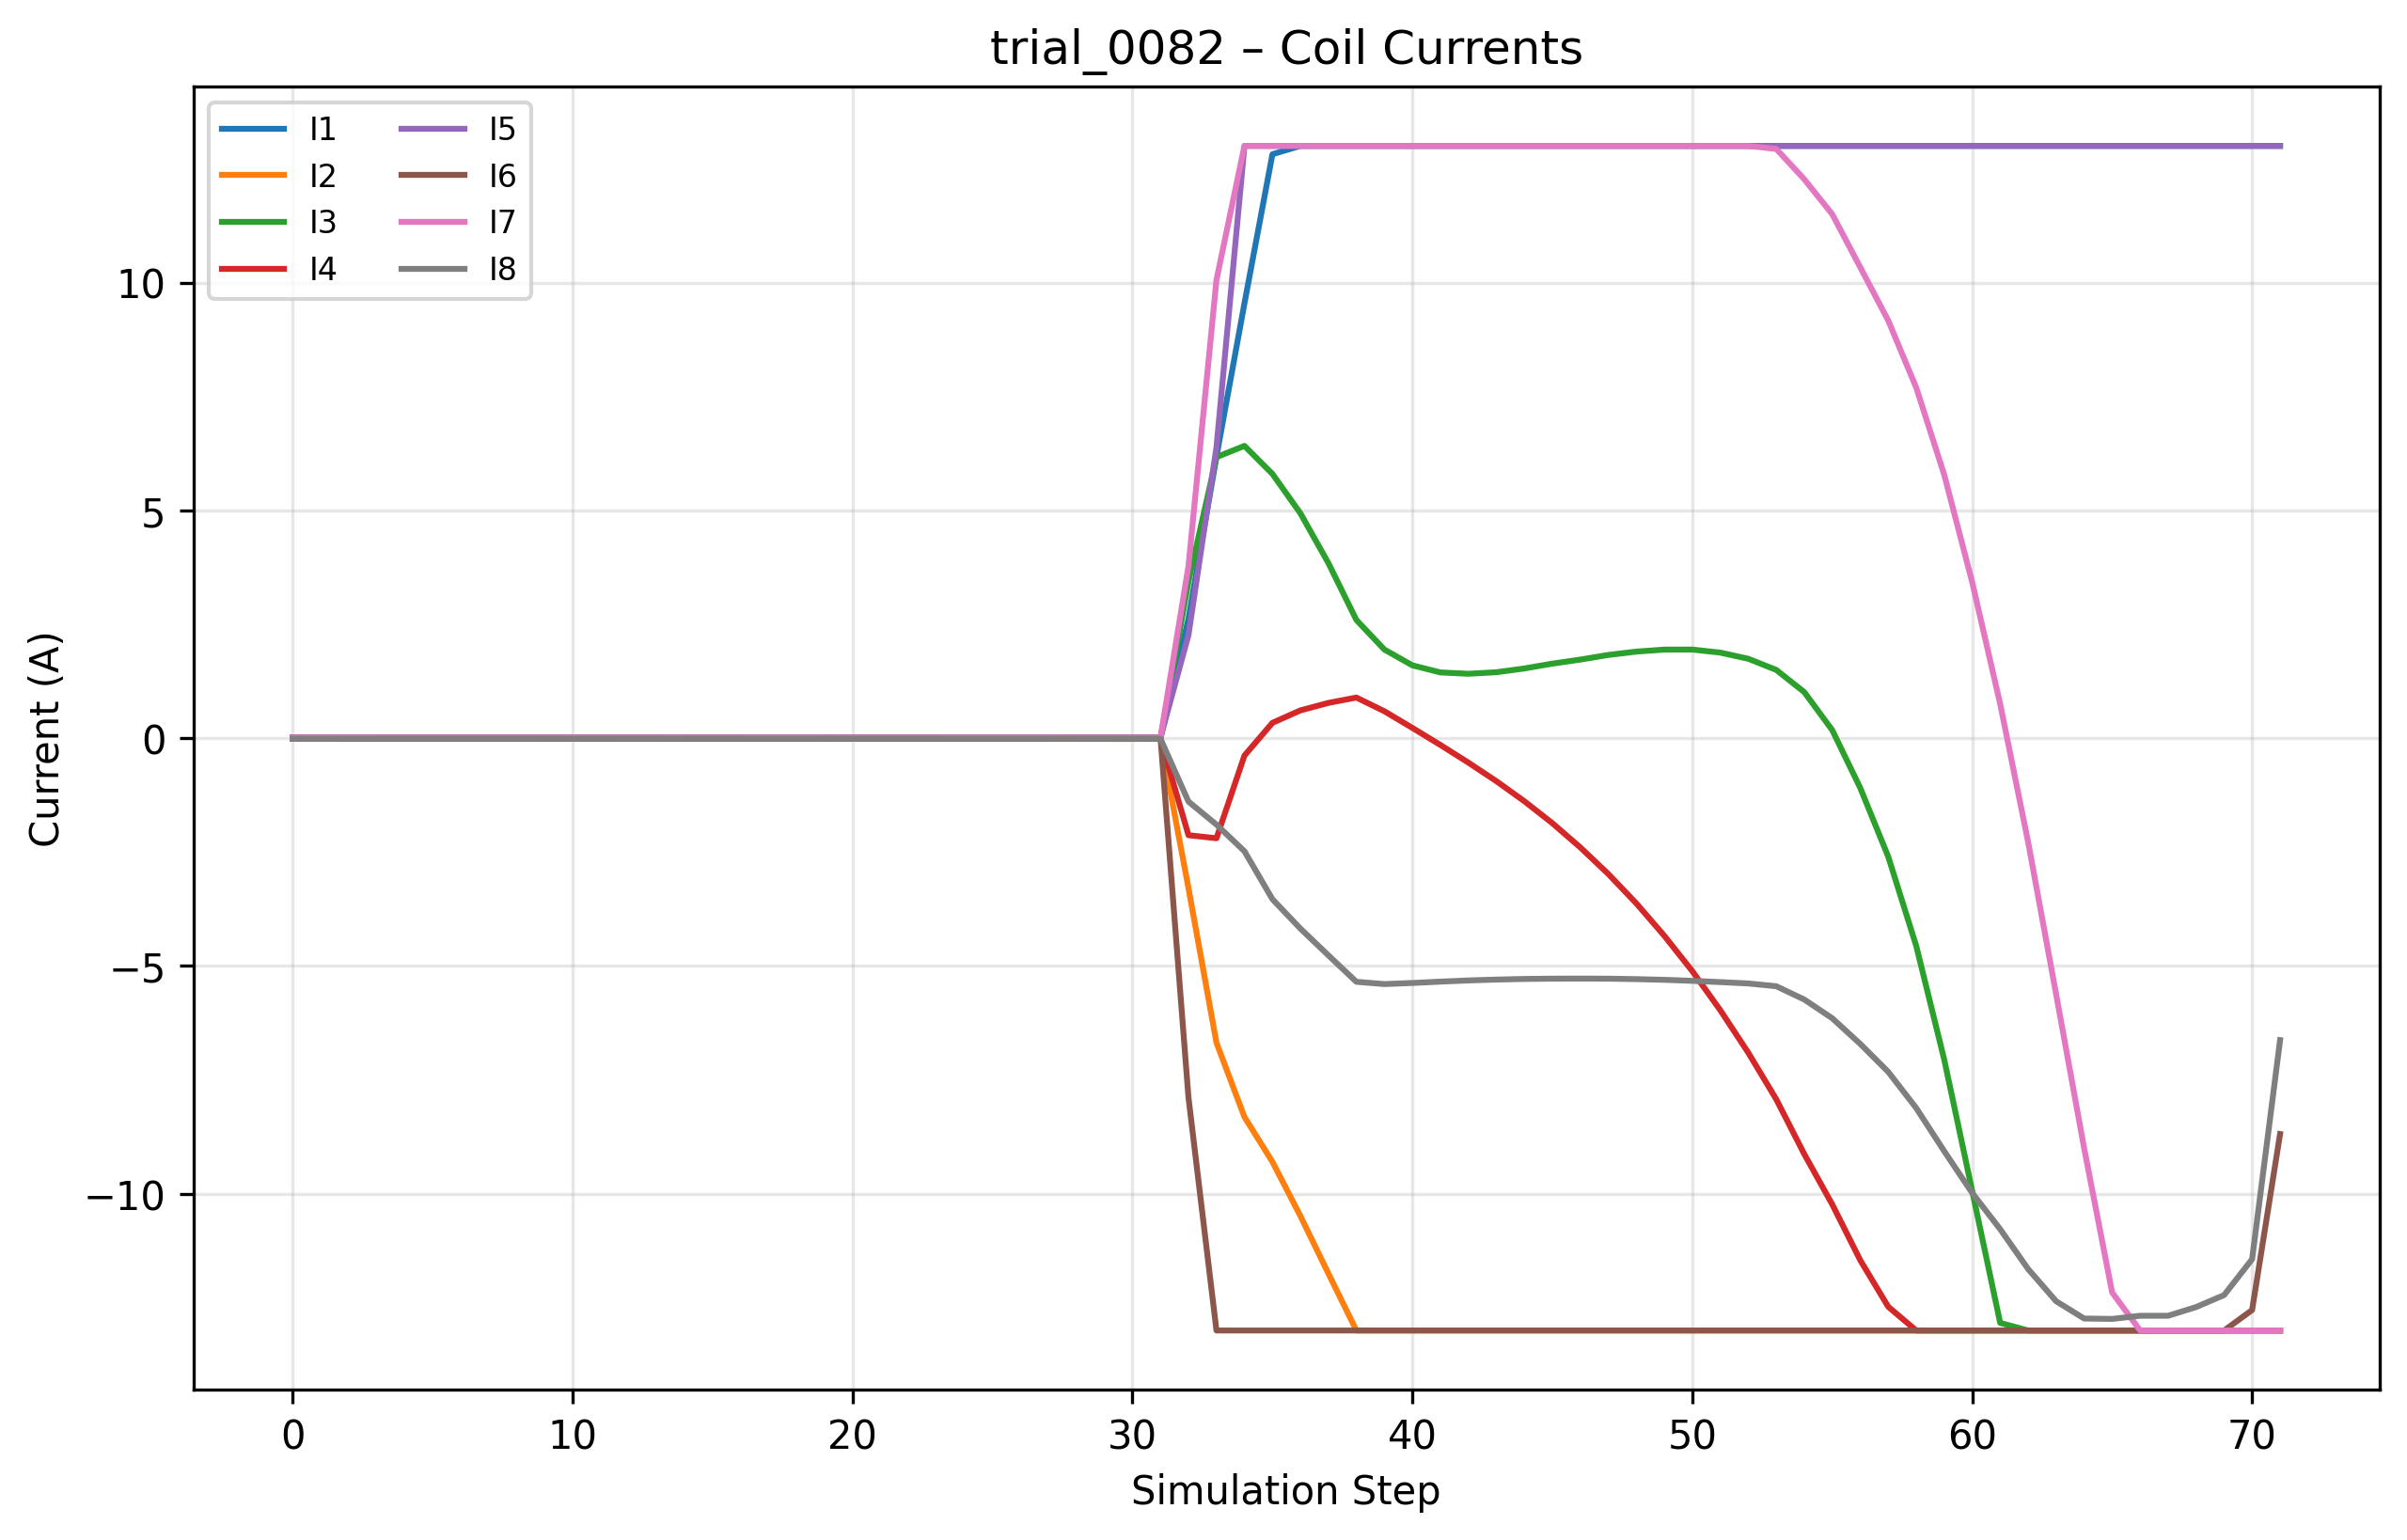 trial_0082 – Coil Currents
I1
I2
I3
I4
I5
I6
I7
I8
Current (A)
10
5
0
−5
−10
0 10 20 30 40 50 60 70
Simulation Step